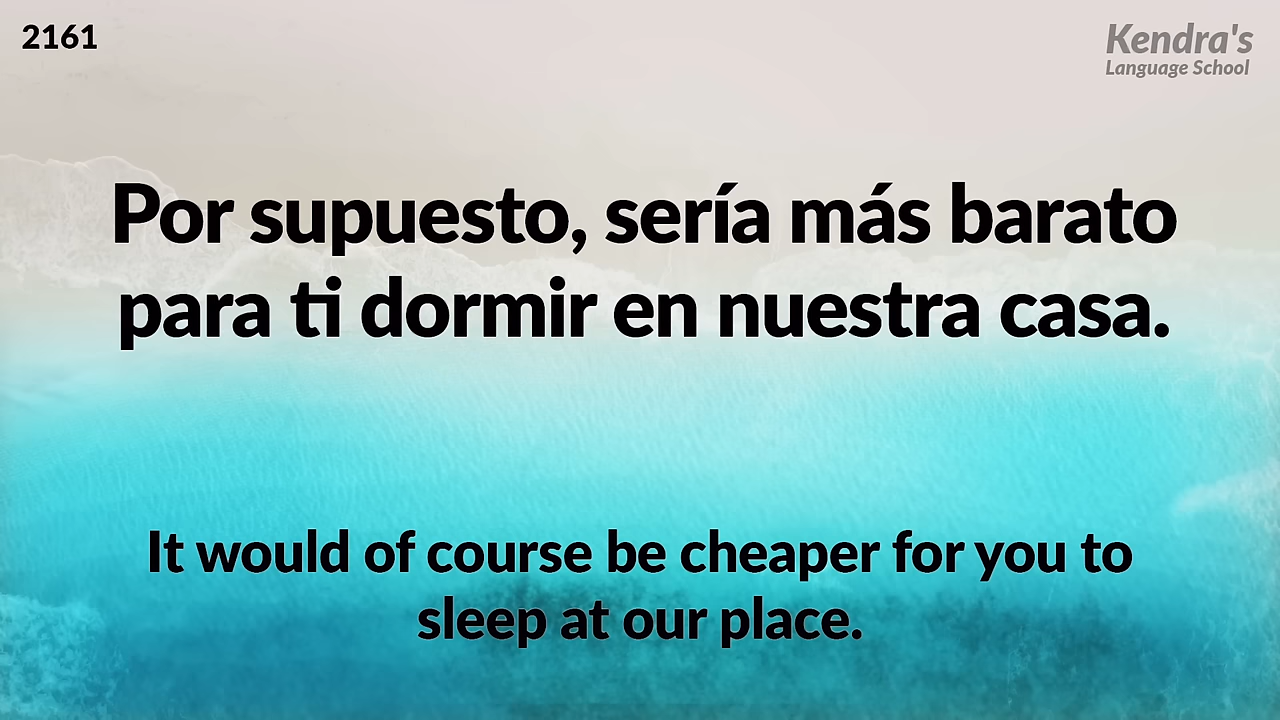 2161
Kendra's
Language School
Por supuesto, sería más barato
para ti dormir en nuestra casa.
It would of course be cheaper for you to
sleep at our place.